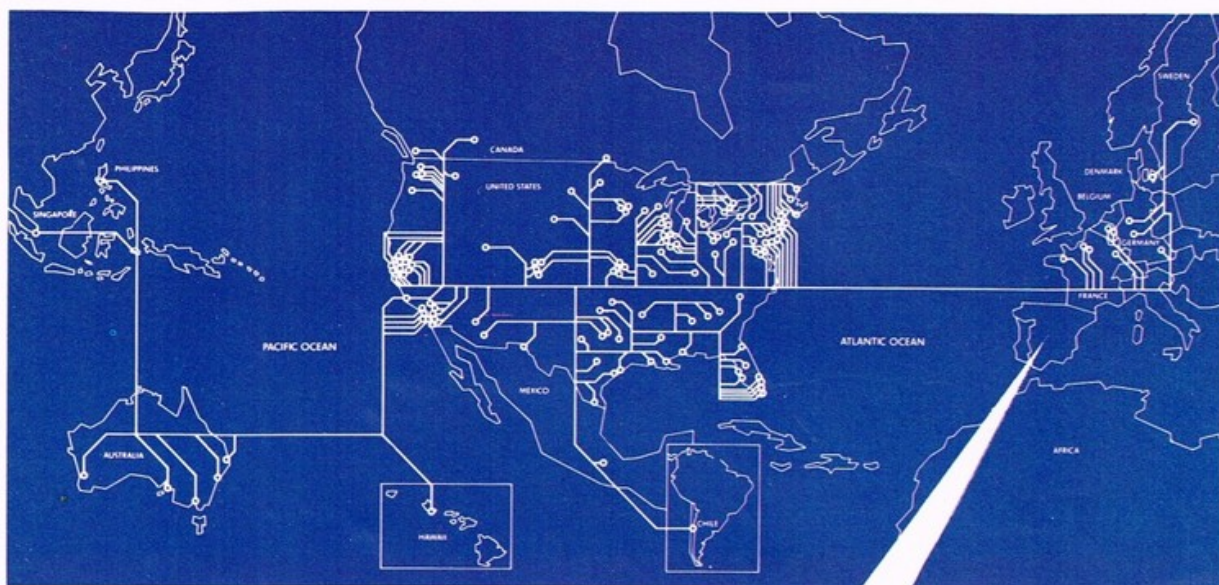 SWEDEN
CANADA
PHILIPPINES
DENMARK
UNITED STATES
BELGIUM
SINGAPORE
GERMANY
FRANCE
PACIFIC OCEAN
ATLANTIC OCEAN
MEXICO
AUSTRALIA
AFRICA
CHILE
HAWAII